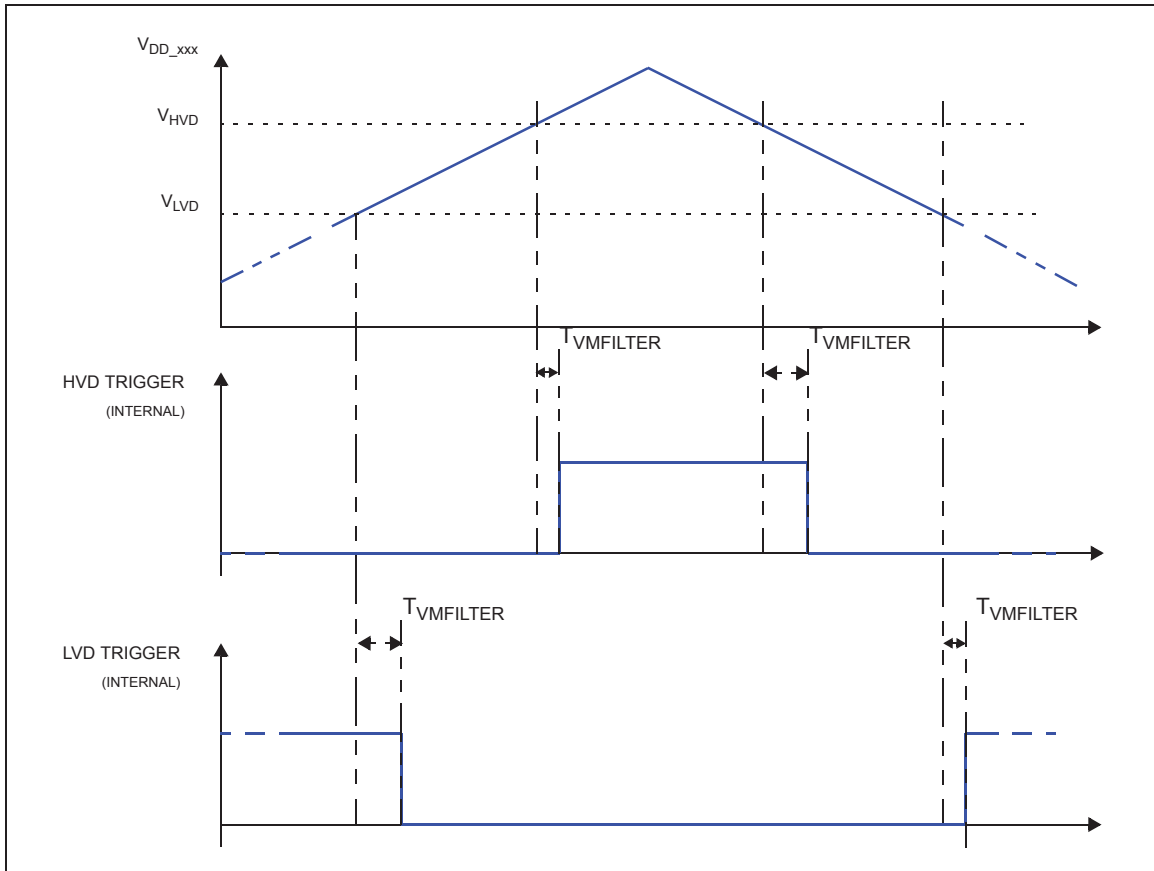 VDD_xxx
VHVD
VLVD
TVMFILTER
TVMFILTER
HVD TRIGGER
(INTERNAL)
TVMFILTER
TVMFILTER
LVD TRIGGER
(INTERNAL)